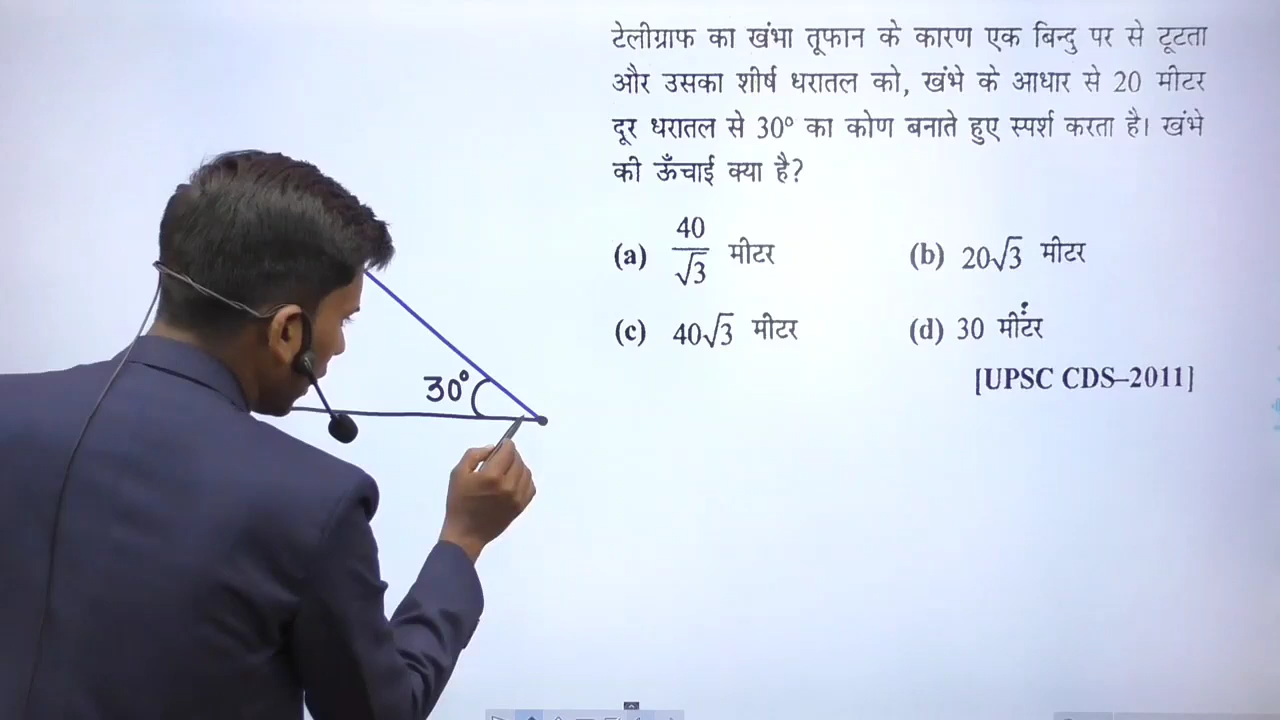 टेलीग्राफ का खंभा तूफान के कारण एक बिन्दु पर से टूटता
और उसका शीर्ष धरातल को, खंभे के आधार से 20 मीटर
दूर धरातल से 30° का कोण बनाते हुए स्पर्श करता है। खंभे
की ऊँचाई क्या है?
(a) 40/√3 मीटर (b) 20√3 मीटर
(c) 40√3 मीटर (d) 30 मीटर
[UPSC CDS–2011]
30°